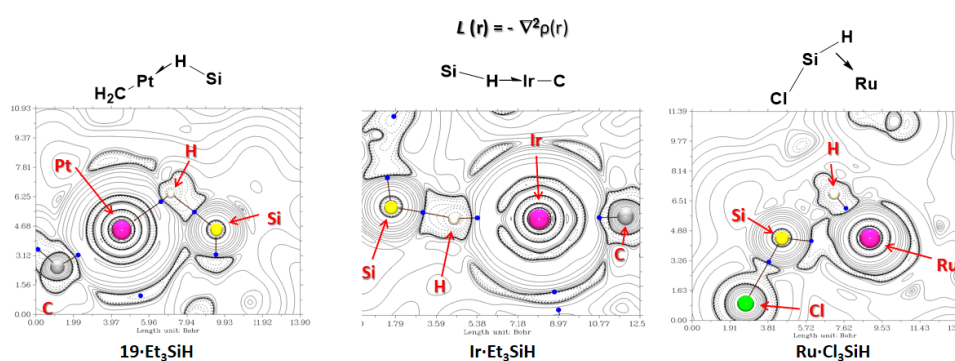 L (r) = - ∇²ρ(r)
Pt H
H₂C Si
Si H Ir C
H
Si
Cl Ru
10.93
9.37
7.81
6.25
4.68
3.12
1.56
0.00
0.00 1.99 3.97 5.96 7.94 9.93 11.91 13.90
Length unit: Bohr
Pt
H
Si
C
19·Et₃SiH
1.79 3.59 5.38 7.18 8.97 10.77 12.5
Length unit: Bohr
Ir
Si
H
C
Ir·Et₃SiH
11.39
9.76
8.14
6.51
4.88
3.26
1.63
0.00
0.00 1.91 3.81 5.72 7.62 9.53 11.43 13.34
Length unit: Bohr
H
Si
Ru
Cl
Ru·Cl₃SiH